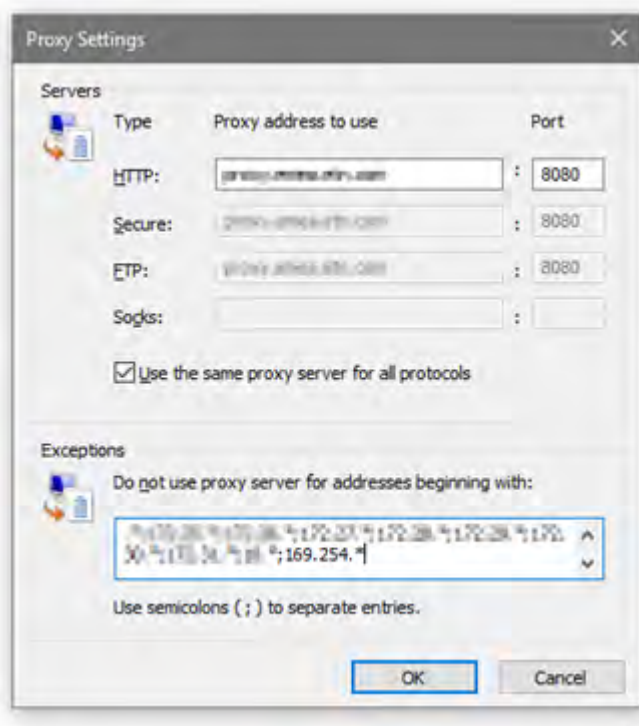 Proxy Settings
Servers
Type Proxy address to use Port
HTTP: : 8080
Secure: : 8080
FTP: : 8080
Socks: :
Use the same proxy server for all protocols
Exceptions
Do not use proxy server for addresses beginning with:
;169.254.*
Use semicolons ( ; ) to separate entries.
OK Cancel